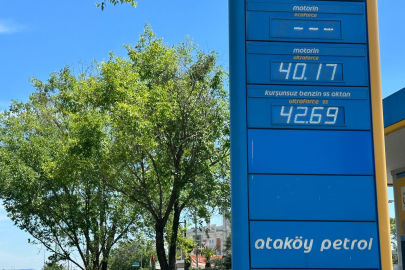 motorin
ecoforce
---
motorin
ultraforce
40.17
kurşunsuz benzin 95 oktan
ultraforce 95
42.69
ataköy petrol